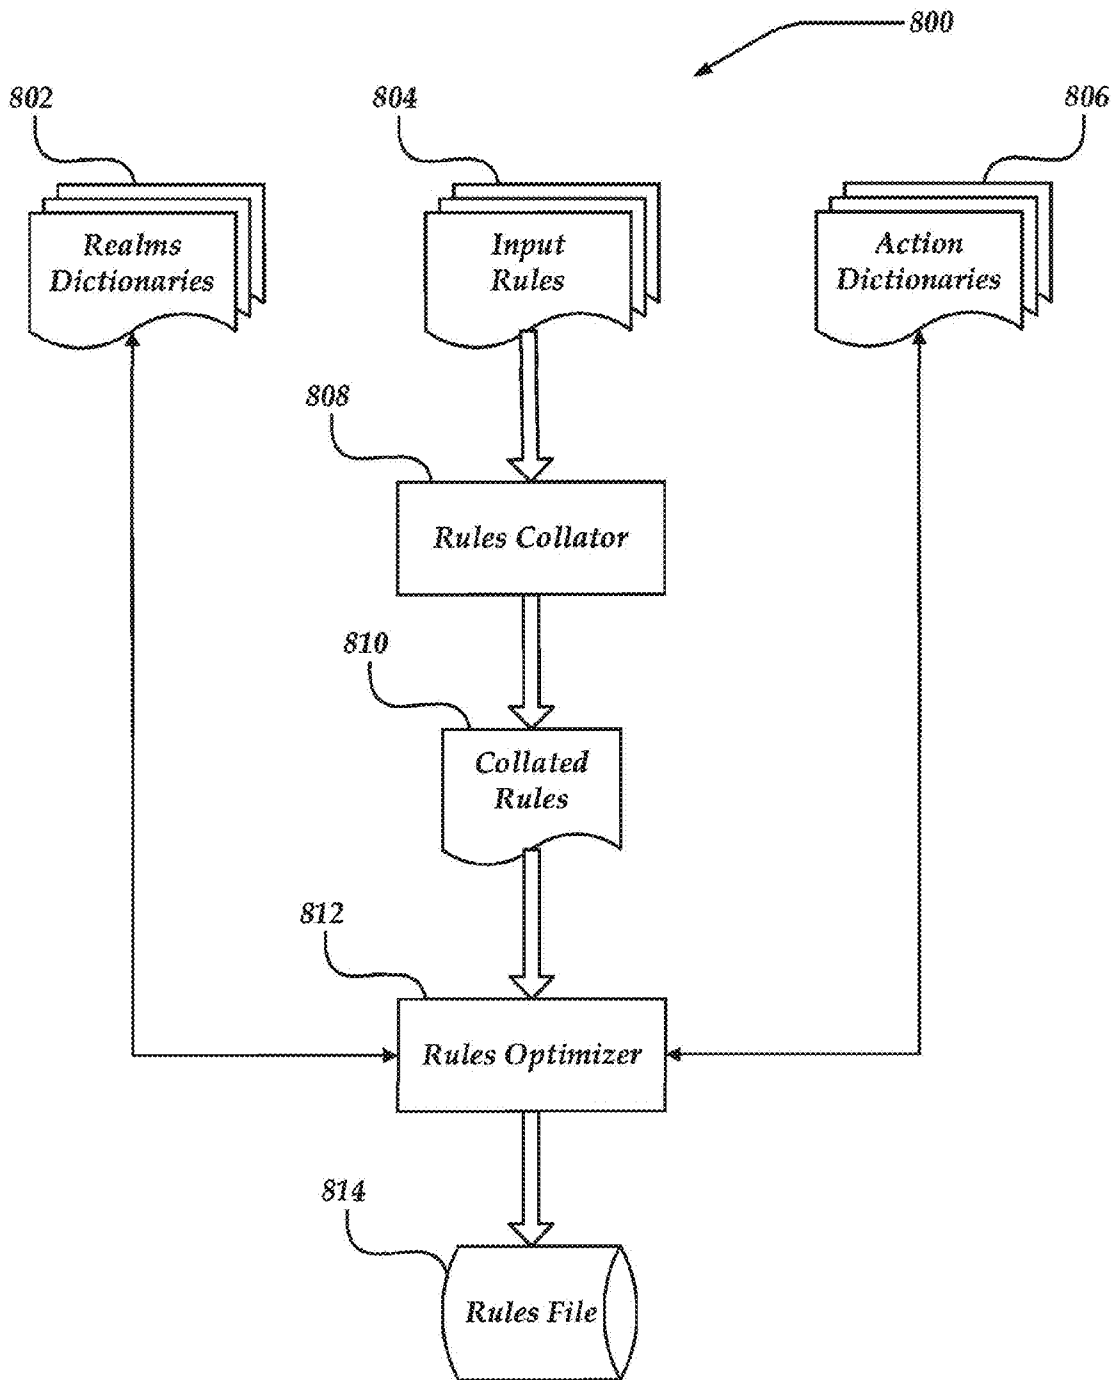 800
802
804
806
Realms
Dictionaries
Input
Rules
Action
Dictionaries
808
Rules Collator
810
Collated
Rules
812
Rules Optimizer
814
Rules File